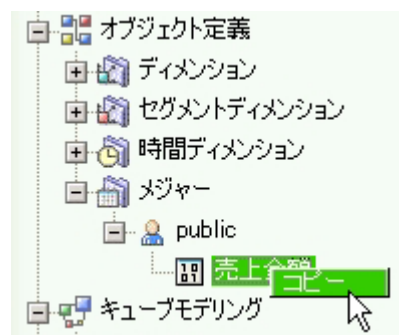 オブジェクト定義
ディメンション
セグメントディメンション
時間ディメンション
メジャー
public
売上金額
コピー
キューブモデリング